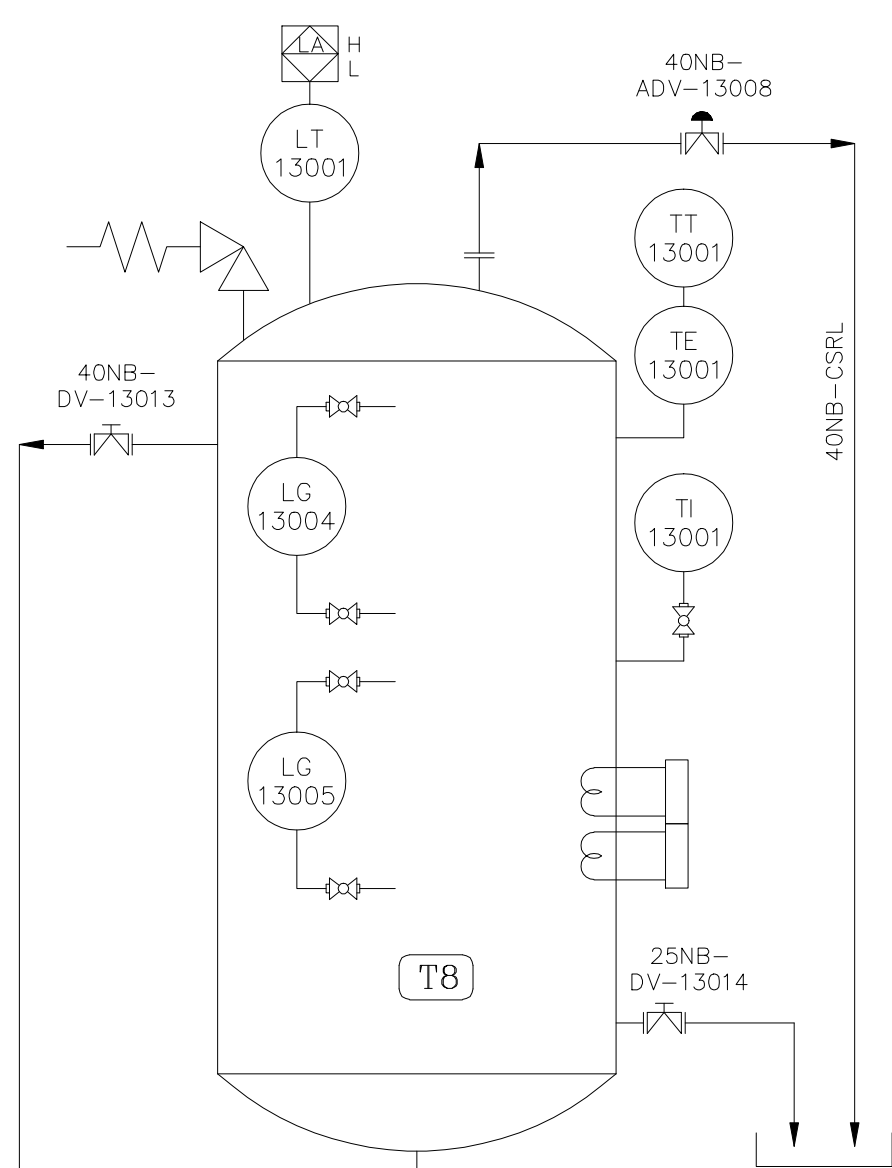 LA
H
L
LT
13001
40NB-
ADV-13008
TT
13001
TE
13001
40NB-
DV-13013
40NB-CSRL
LG
13004
TI
13001
LG
13005
T8
25NB-
DV-13014